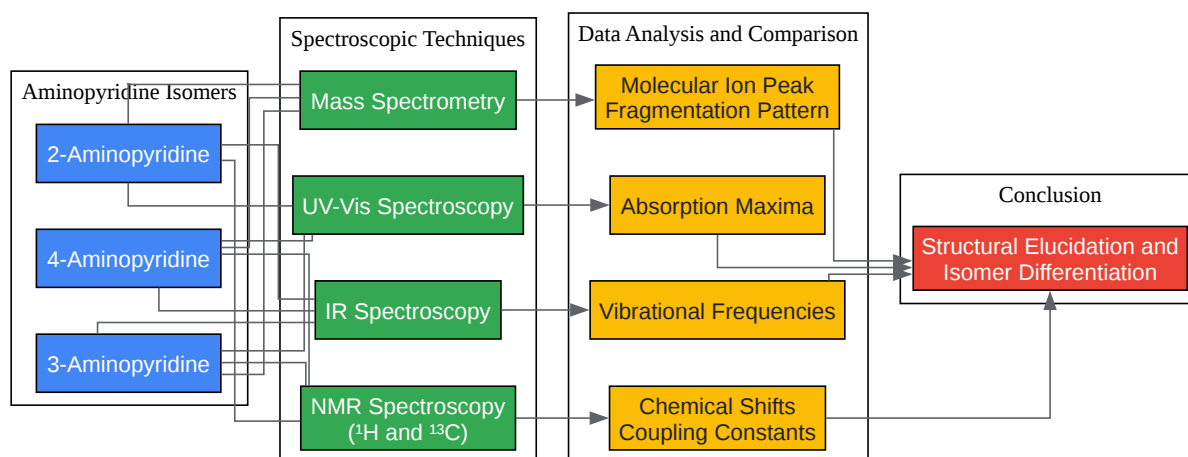 Aminopyridine Isomers
2-Aminopyridine
4-Aminopyridine
3-Aminopyridine
Spectroscopic Techniques
Mass Spectrometry
UV-Vis Spectroscopy
IR Spectroscopy
NMR Spectroscopy
(¹H and ¹³C)
Data Analysis and Comparison
Molecular Ion Peak
Fragmentation Pattern
Absorption Maxima
Vibrational Frequencies
Chemical Shifts
Coupling Constants
Conclusion
Structural Elucidation and
Isomer Differentiation